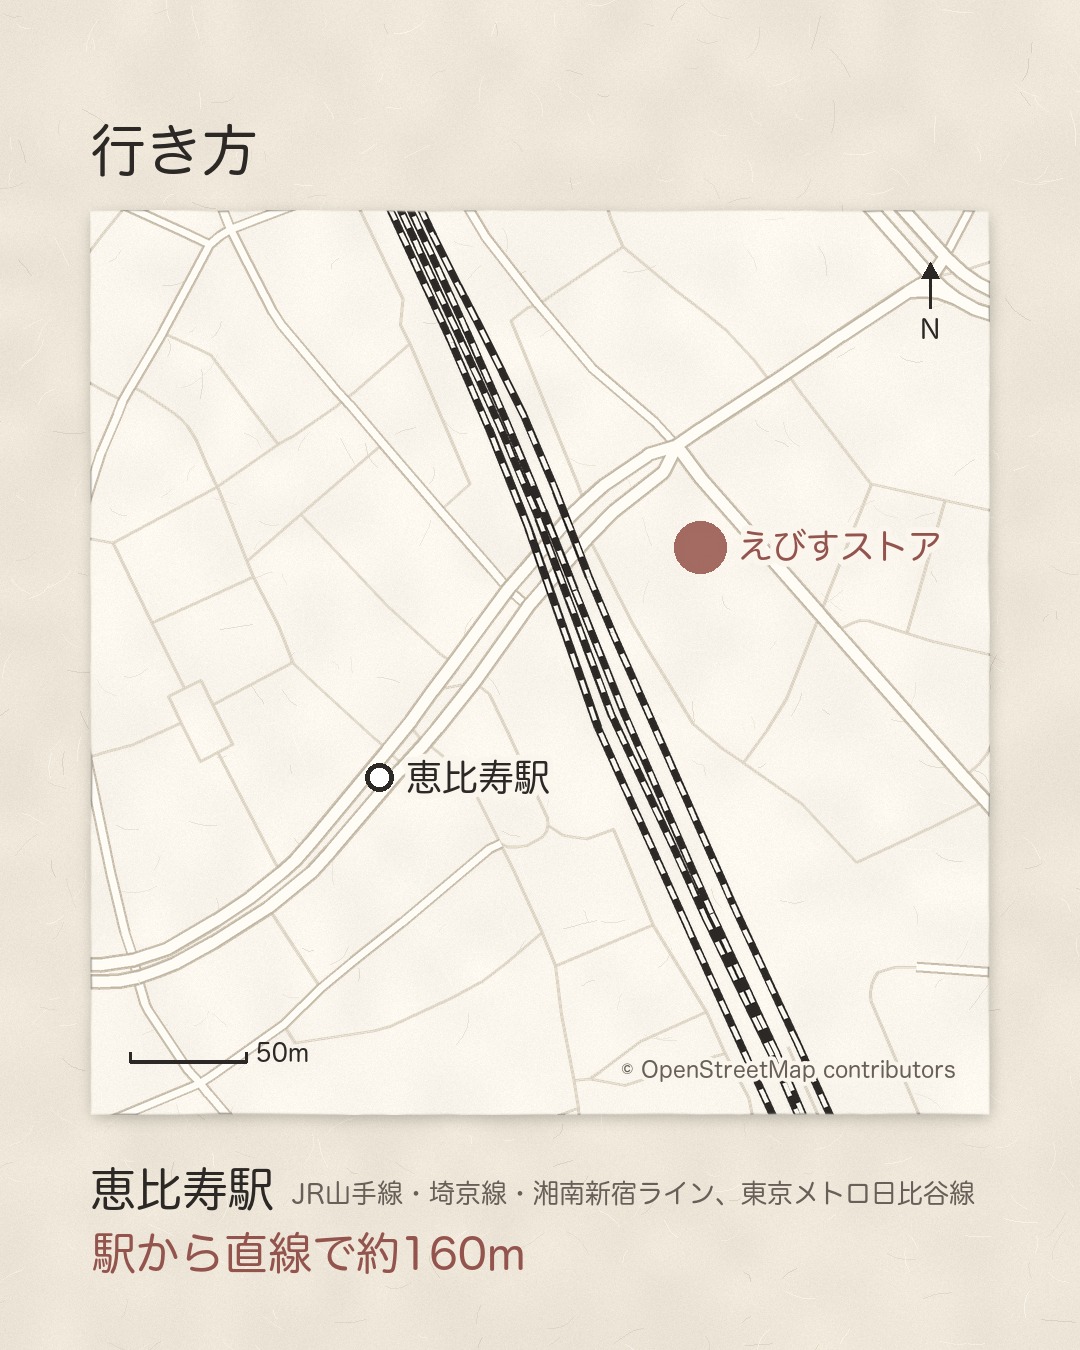 行き方
N
えびすストア
恵比寿駅
50m
© OpenStreetMap contributors
恵比寿駅 JR山手線・埼京線・湘南新宿ライン、東京メトロ日比谷線
駅から直線で約160m